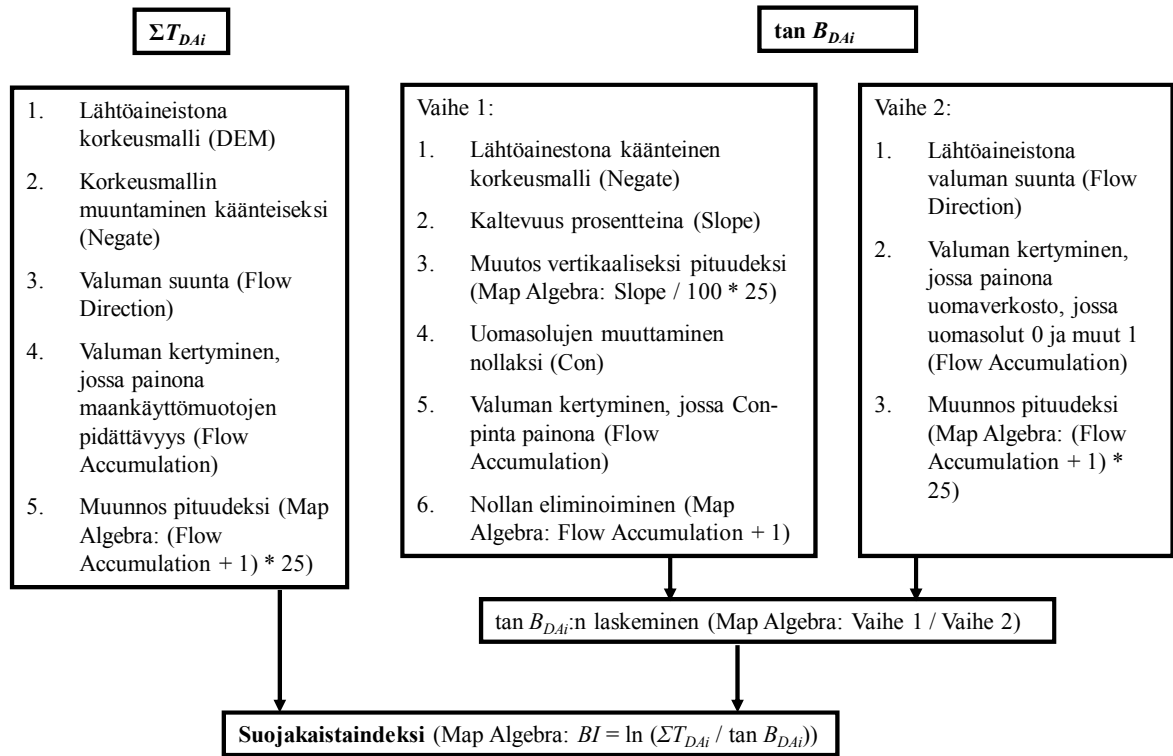 ΣT_DAi
tan B_DAi
1. Lähtöaineistona
korkeusmalli (DEM)
2. Korkeusmallin
muuntaminen käänteiseksi
(Negate)
3. Valuman suunta (Flow
Direction)
4. Valuman kertyminen,
jossa painona
maankäyttömuotojen
pidättävyys (Flow
Accumulation)
5. Muunnos pituudeksi (Map
Algebra: (Flow
Accumulation + 1) * 25)
Vaihe 1:
1. Lähtöainestona käänteinen
korkeusmalli (Negate)
2. Kaltevuus prosentteina (Slope)
3. Muutos vertikaaliseksi pituudeksi
(Map Algebra: Slope / 100 * 25)
4. Uomasolujen muuttaminen
nollaksi (Con)
5. Valuman kertyminen, jossa Con-
pinta painona (Flow
Accumulation)
6. Nollan eliminoiminen (Map
Algebra: Flow Accumulation + 1)
Vaihe 2:
1. Lähtöaineistona
valuman suunta (Flow
Direction)
2. Valuman kertyminen,
jossa painona
uomaverkosto, jossa
uomasolut 0 ja muut 1
(Flow Accumulation)
3. Muunnos pituudeksi
(Map Algebra: (Flow
Accumulation + 1) *
25)
tan B_DAi:n laskeminen (Map Algebra: Vaihe 1 / Vaihe 2)
Suojakaistaindeksi (Map Algebra: BI = ln (ΣT_DAi / tan B_DAi))